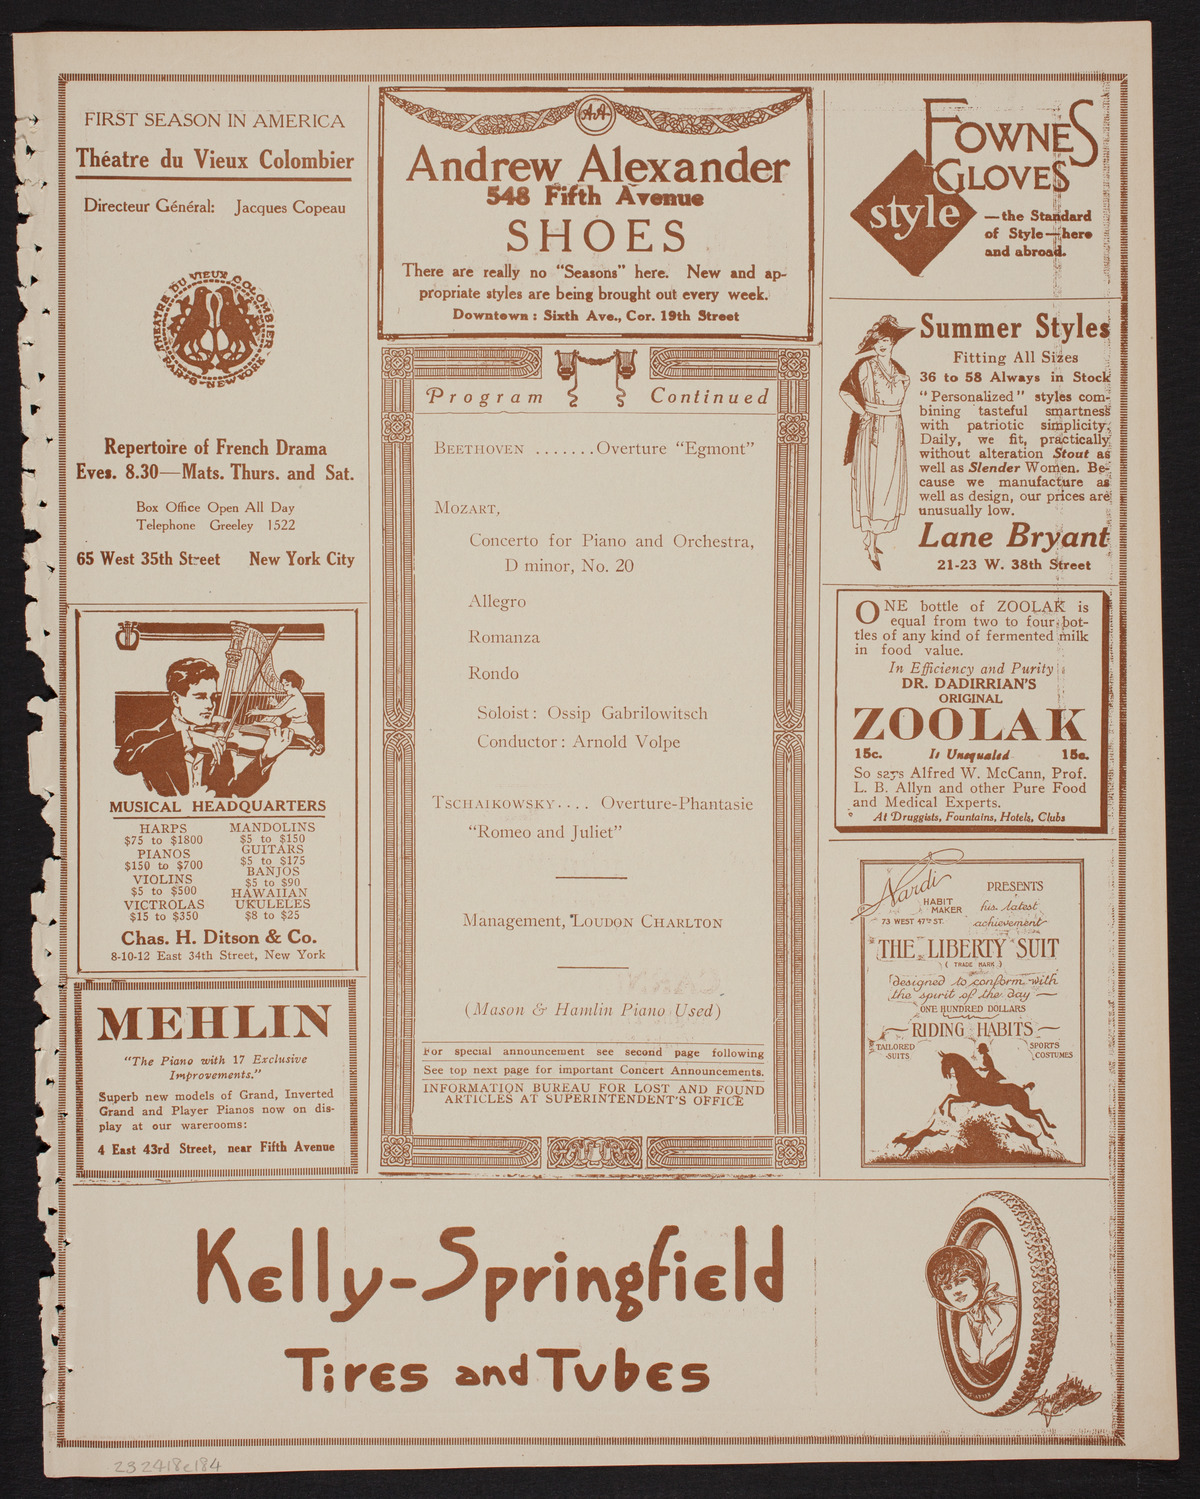 FIRST SEASON IN AMERICA
Théatre du Vieux Colombier
Directeur Général: Jacques Copeau
THEATRE DU VIEUX COLOMBIER
PARIS-NEW YORK
Repertoire of French Drama
Eves. 8.30—Mats. Thurs. and Sat.
Box Office Open All Day
Telephone Greeley 1522
65 West 35th Street New York City
MUSICAL HEADQUARTERS
HARPS
$75 to $1800
PIANOS
$150 to $700
VIOLINS
$5 to $500
VICTROLAS
$15 to $350
MANDOLINS
$5 to $150
GUITARS
$5 to $175
BANJOS
$5 to $90
HAWAIIAN
UKULELES
$8 to $25
Chas. H. Ditson & Co.
8-10-12 East 34th Street, New York
MEHLIN
"The Piano with 17 Exclusive
Improvements."
Superb new models of Grand, Inverted
Grand and Player Pianos now on dis-
play at our warerooms:
4 East 43rd Street, near Fifth Avenue
AA
Andrew Alexander
548 Fifth Avenue
SHOES
There are really no "Seasons" here. New and ap-
propriate styles are being brought out every week.
Downtown: Sixth Ave., Cor. 19th Street
Program Continued
BEETHOVEN .......Overture "Egmont"
MOZART,
Concerto for Piano and Orchestra,
D minor, No. 20
Allegro
Romanza
Rondo
Soloist: Ossip Gabrilowitsch
Conductor: Arnold Volpe
TSCHAIKOWSKY.... Overture-Phantasie
"Romeo and Juliet"
Management, LOUDON CHARLTON
(Mason & Hamlin Piano Used)
For special announcement see second page following
See top next page for important Concert Announcements.
INFORMATION BUREAU FOR LOST AND FOUND
ARTICLES AT SUPERINTENDENT'S OFFICE
FOWNES
GLOVES
style
—the Standard
of Style—here
and abroad.
Summer Styles
Fitting All Sizes
36 to 58 Always in Stock
"Personalized" styles com-
bining tasteful smartness
with patriotic simplicity.
Daily, we fit, practically
without alteration Stout as
well as Slender Women. Be-
cause we manufacture as
well as design, our prices are
unusually low.
Lane Bryant
21-23 W. 38th Street
ONE bottle of ZOOLAK is
equal from two to four bot-
tles of any kind of fermented milk
in food value.
In Efficiency and Purity
DR. DADIRRIAN'S
ORIGINAL
ZOOLAK
15c. Is Unequaled 15c.
So says Alfred W. McCann, Prof.
L. B. Allyn and other Pure Food
and Medical Experts.
At Druggists, Fountains, Hotels, Clubs
Nardi
HABIT
MAKER
73 WEST 47TH ST.
PRESENTS
his latest
achievement
THE LIBERTY SUIT
(TRADE MARK)
designed to conform with
the spirit of the day —
ONE HUNDRED DOLLARS
RIDING HABITS
TAILORED
SUITS
SPORTS
COSTUMES
Kelly-Springfield
Tires and Tubes
232418e184